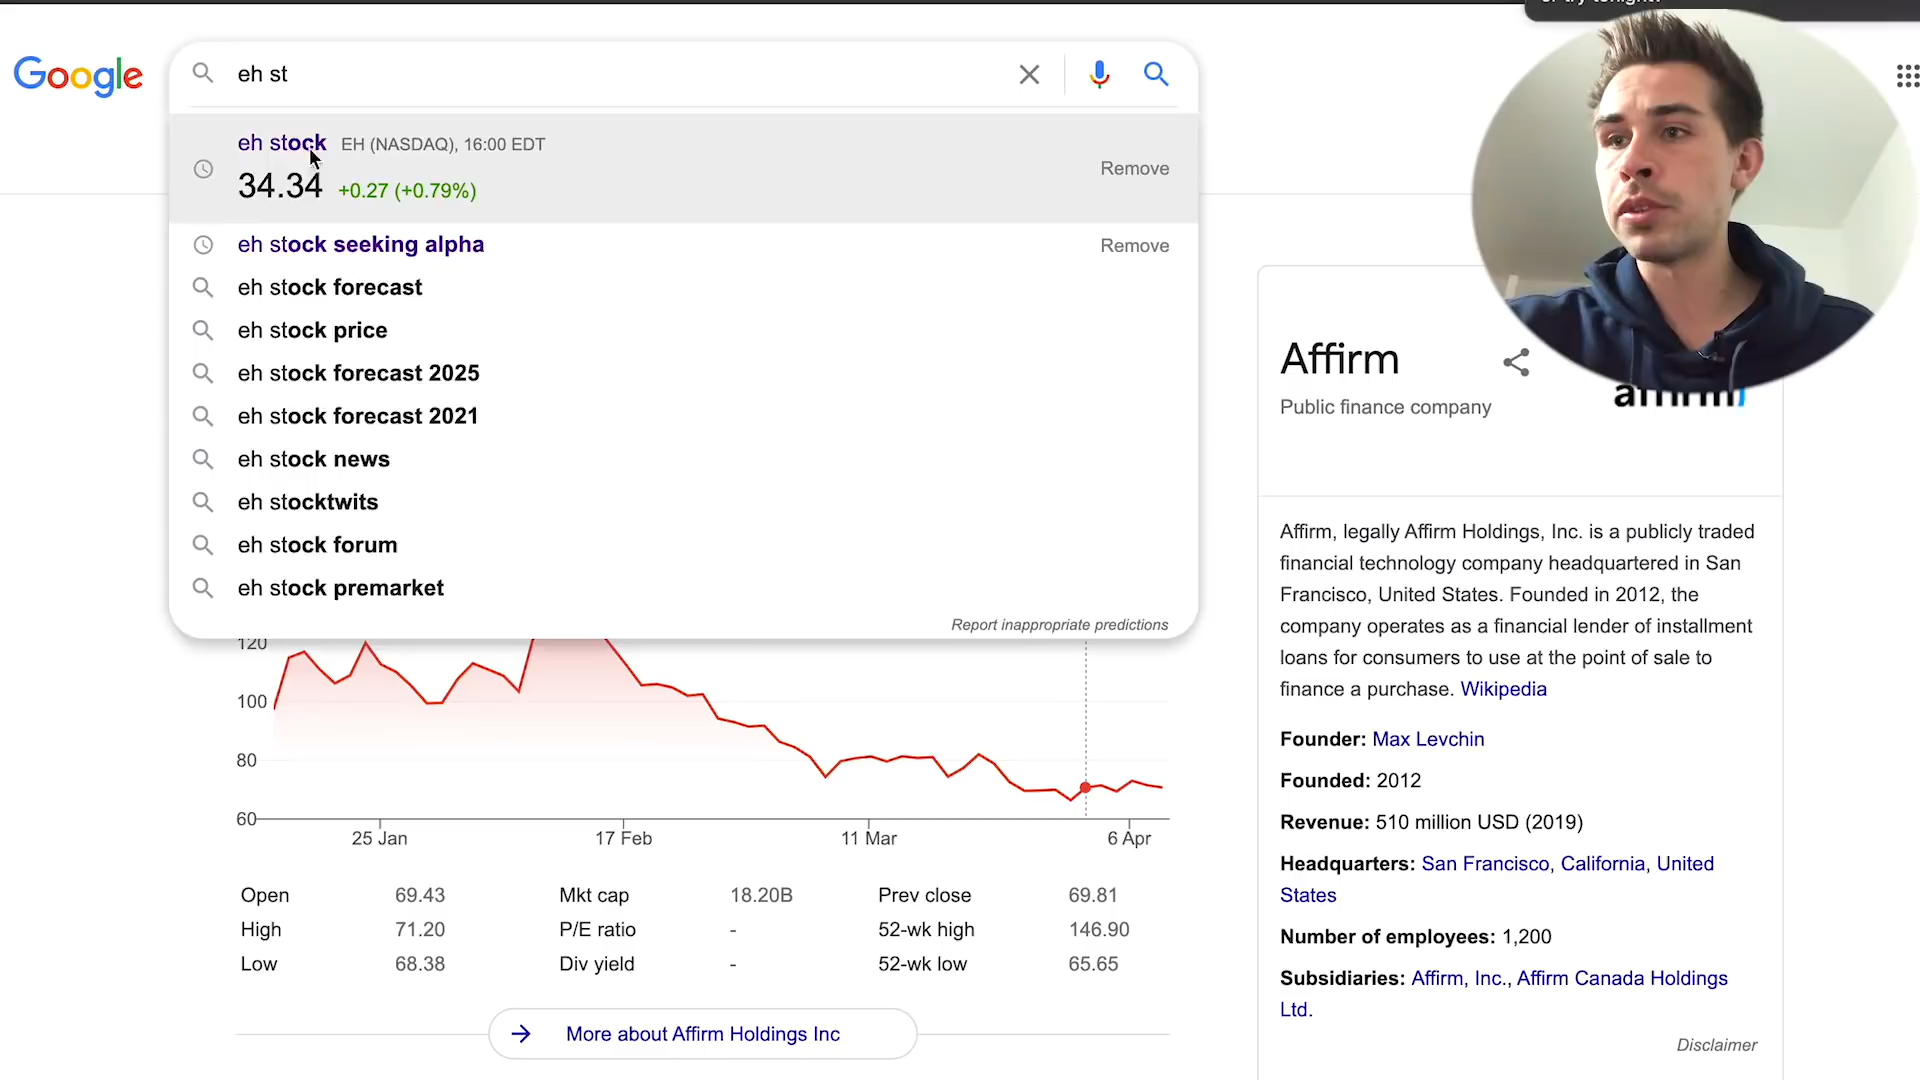 Google
eh st
eh stock EH (NASDAQ), 16:00 EDT
34.34 +0.27 (+0.79%)
Remove
eh stock seeking alpha
Remove
eh stock forecast
eh stock price
eh stock forecast 2025
eh stock forecast 2021
eh stock news
eh stocktwits
eh stock forum
eh stock premarket
Report inappropriate predictions
120
100
80
60
25 Jan 17 Feb 11 Mar 6 Apr
Open 69.43 Mkt cap 18.20B Prev close 69.81
High 71.20 P/E ratio - 52-wk high 146.90
Low 68.38 Div yield - 52-wk low 65.65
More about Affirm Holdings Inc
Affirm
Public finance company
affirm
Affirm, legally Affirm Holdings, Inc. is a publicly traded
financial technology company headquartered in San
Francisco, United States. Founded in 2012, the
company operates as a financial lender of installment
loans for consumers to use at the point of sale to
finance a purchase. Wikipedia
Founder: Max Levchin
Founded: 2012
Revenue: 510 million USD (2019)
Headquarters: San Francisco, California, United
States
Number of employees: 1,200
Subsidiaries: Affirm, Inc., Affirm Canada Holdings
Ltd.
Disclaimer